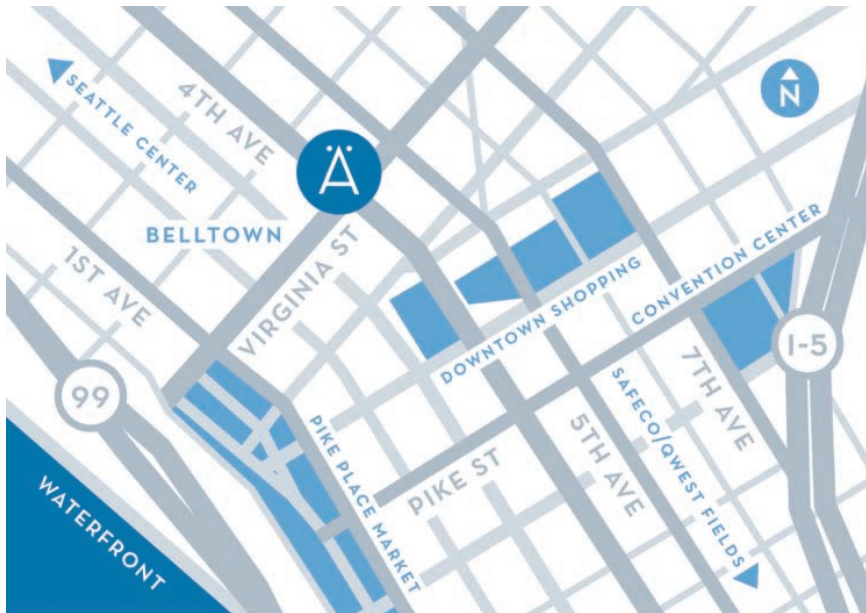 SEATTLE CENTER
4TH AVE
N
Ä
BELLTOWN
1ST AVE
VIRGINIA ST
DOWNTOWN SHOPPING
CONVENTION CENTER
I-5
99
7TH AVE
5TH AVE
SAFECO/QWEST FIELDS
PIKE ST
PIKE PLACE MARKET
WATERFRONT